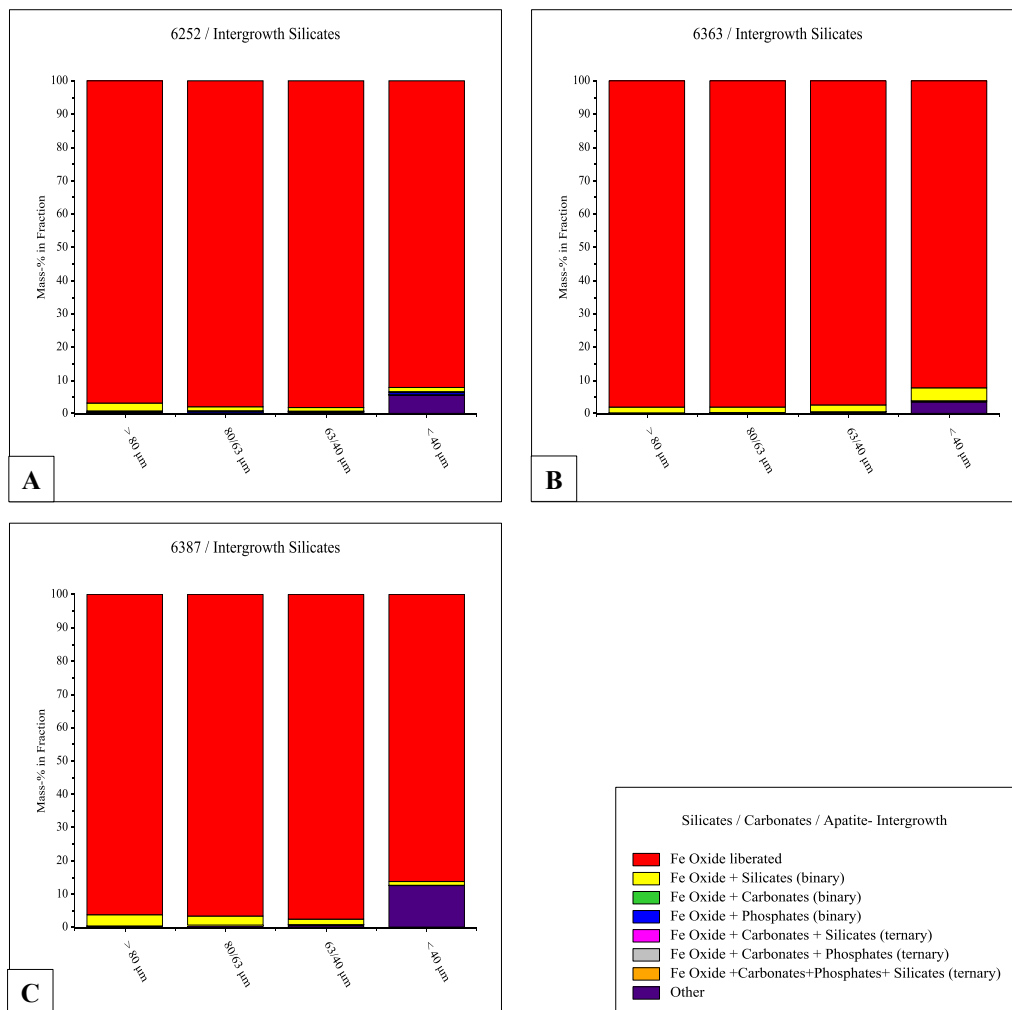 6252 / Intergrowth Silicates
100
90
80
70
60
50
40
30
20
10
0
Mass-% in Fraction
> 80 µm
80/63 µm
63/40 µm
< 40 µm
A
6363 / Intergrowth Silicates
100
90
80
70
60
50
40
30
20
10
0
Mass-% in Fraction
> 80 µm
80/63 µm
63/40 µm
< 40 µm
B
6387 / Intergrowth Silicates
100
90
80
70
60
50
40
30
20
10
0
Mass-% in Fraction
> 80 µm
80/63 µm
63/40 µm
< 40 µm
C
Silicates / Carbonates / Apatite- Intergrowth
Fe Oxide liberated
Fe Oxide + Silicates (binary)
Fe Oxide + Carbonates (binary)
Fe Oxide + Phosphates (binary)
Fe Oxide + Carbonates + Silicates (ternary)
Fe Oxide + Carbonates + Phosphates (ternary)
Fe Oxide +Carbonates+Phosphates+ Silicates (ternary)
Other